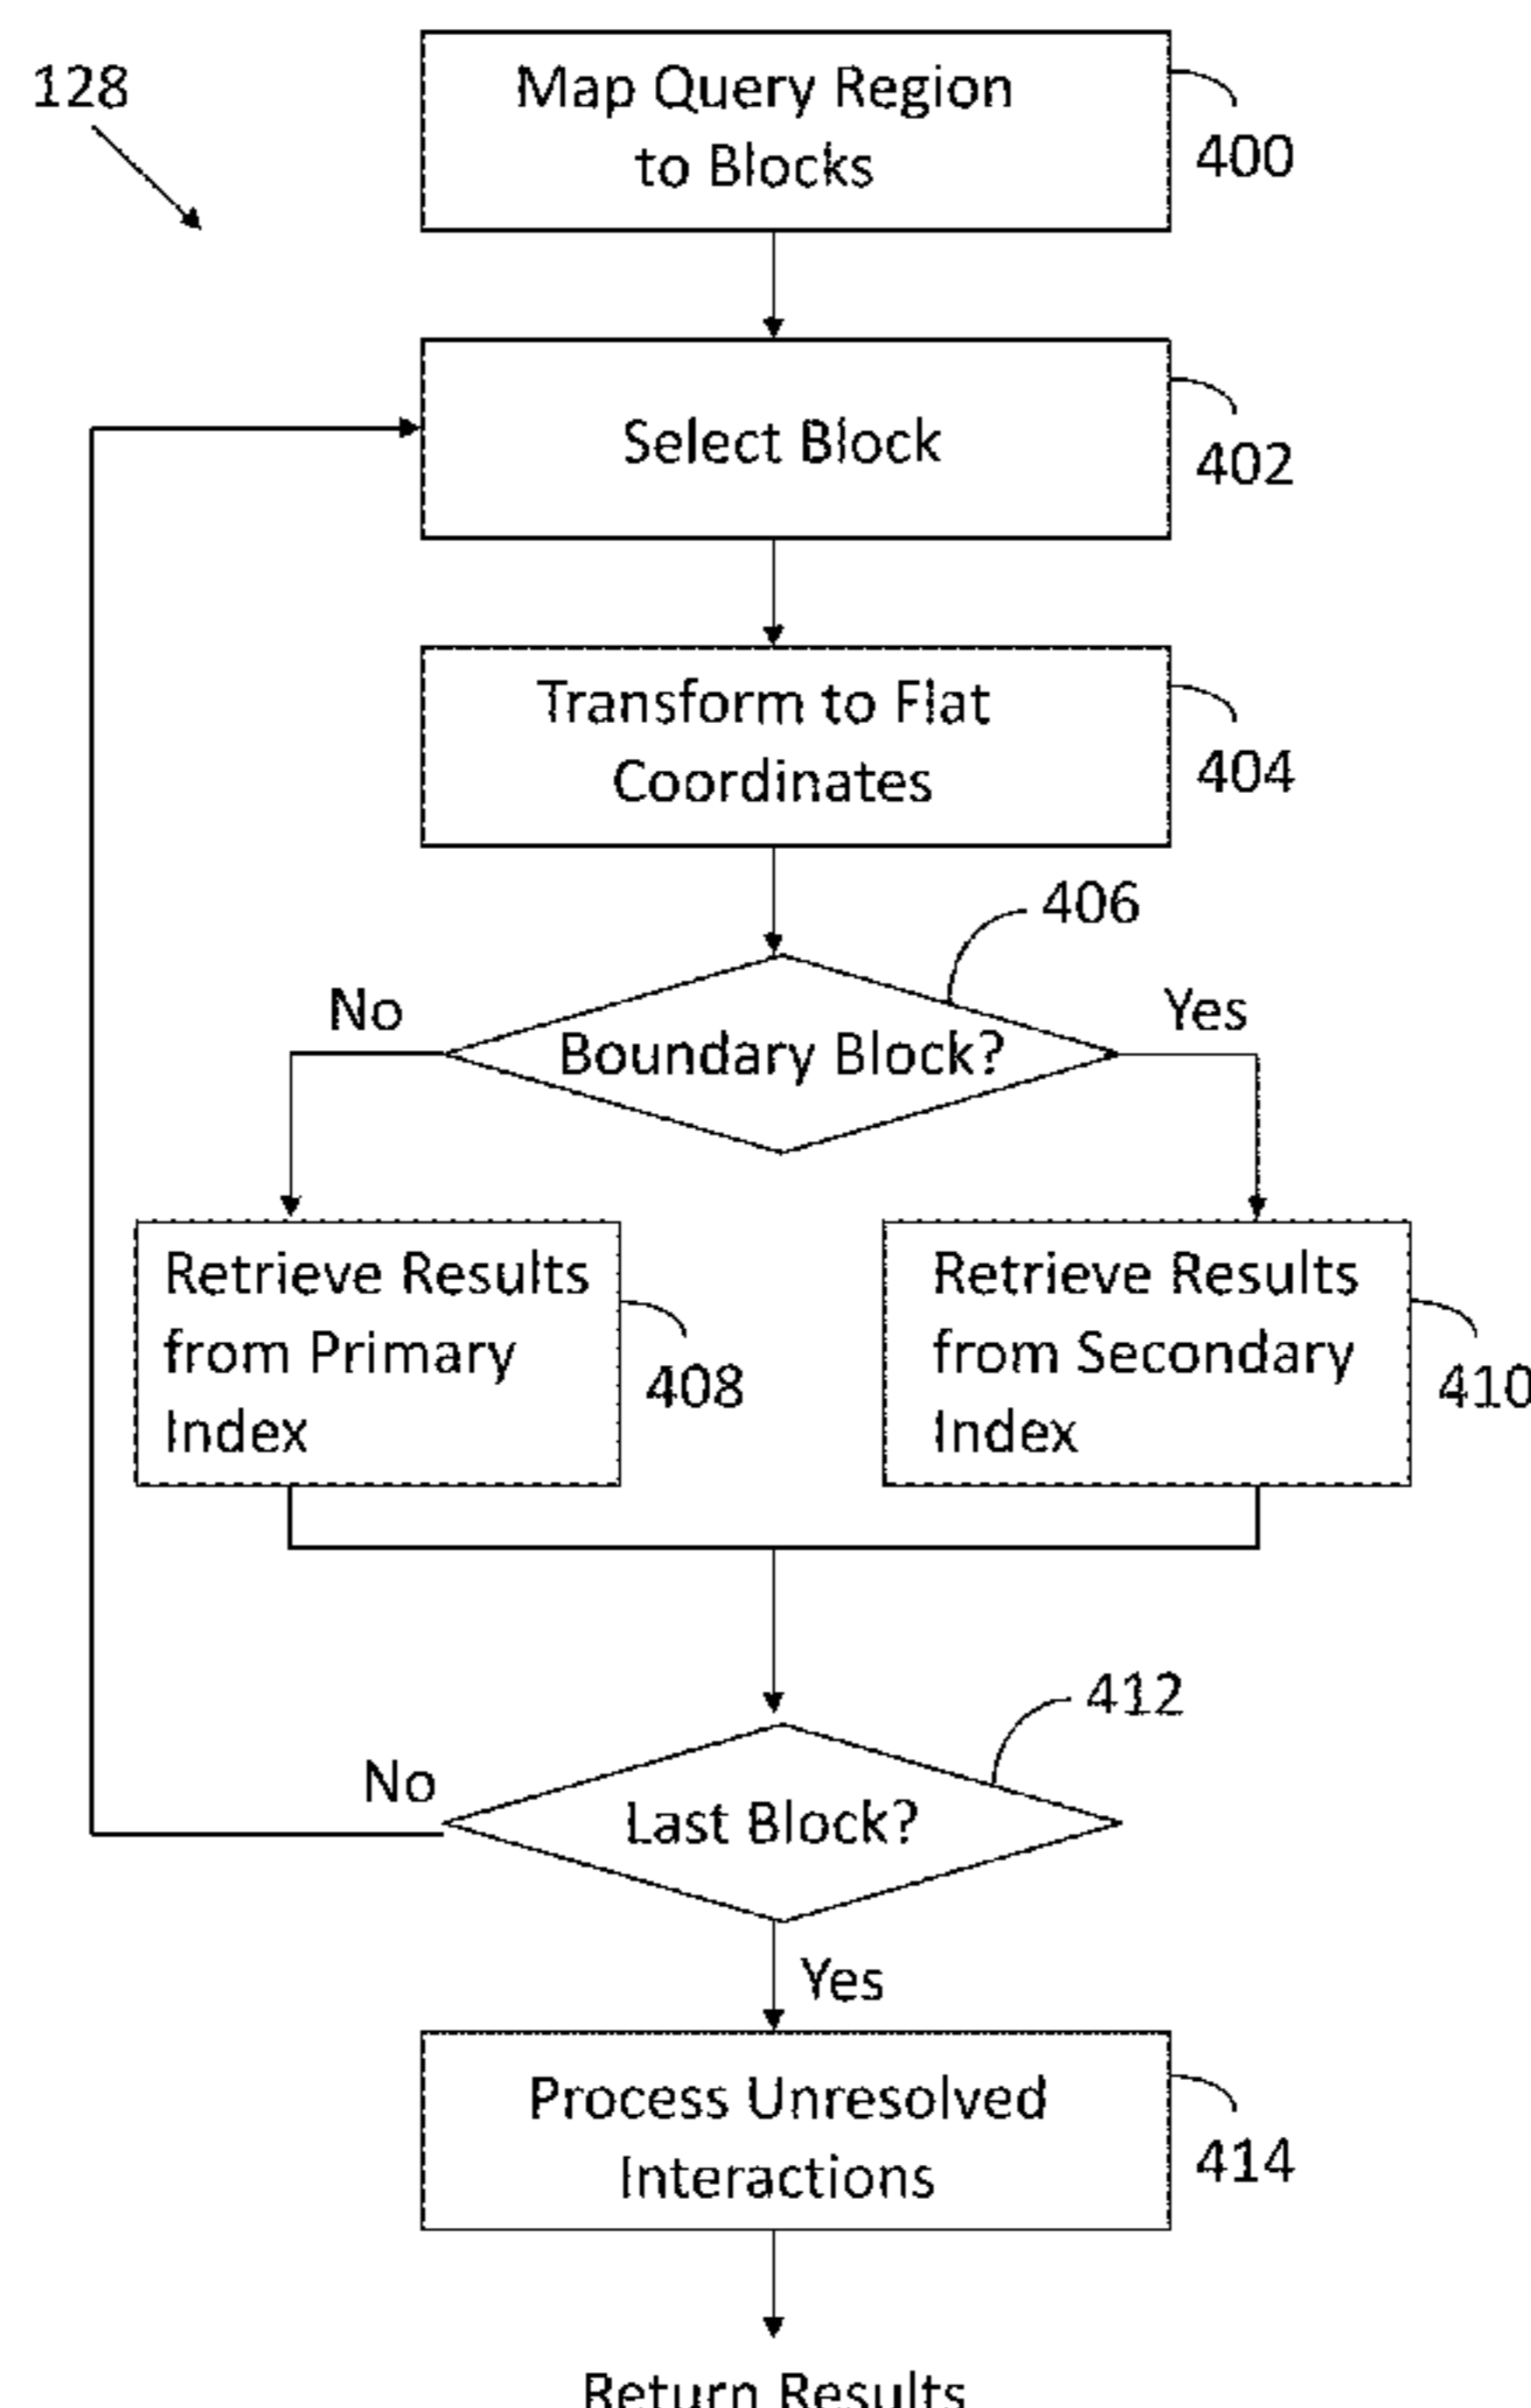 128
Map Query Region
to Blocks
400
Select Block
402
Transform to Flat
Coordinates
404
406
No
Yes
Boundary Block?
Retrieve Results
from Primary
Index
408
Retrieve Results
from Secondary
Index
410
412
No
Last Block?
Yes
Process Unresolved
Interactions
414
Return Results